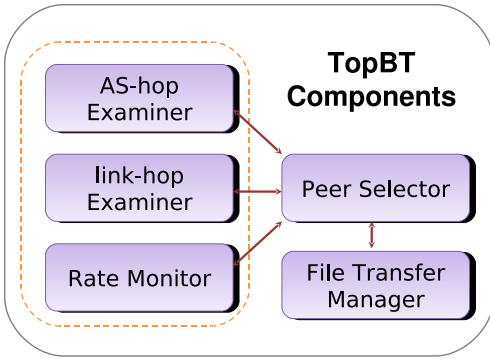 TopBT
Components
AS-hop
Examiner
link-hop
Examiner
Rate Monitor
Peer Selector
File Transfer
Manager